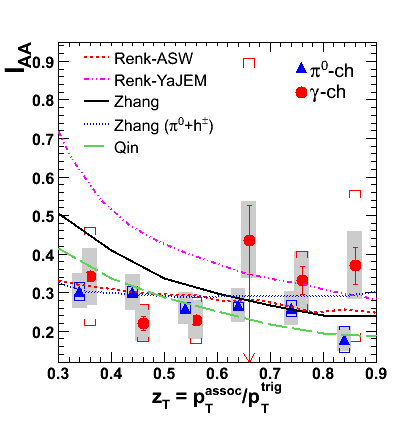 I_AA
0.9
0.8
0.7
0.6
0.5
0.4
0.3
0.2
Renk-ASW
Renk-YaJEM
Zhang
Zhang (π⁰+h±)
Qin
π⁰-ch
γ-ch
0.3 0.4 0.5 0.6 0.7 0.8 0.9
z_T = p_T^assoc/p_T^trig